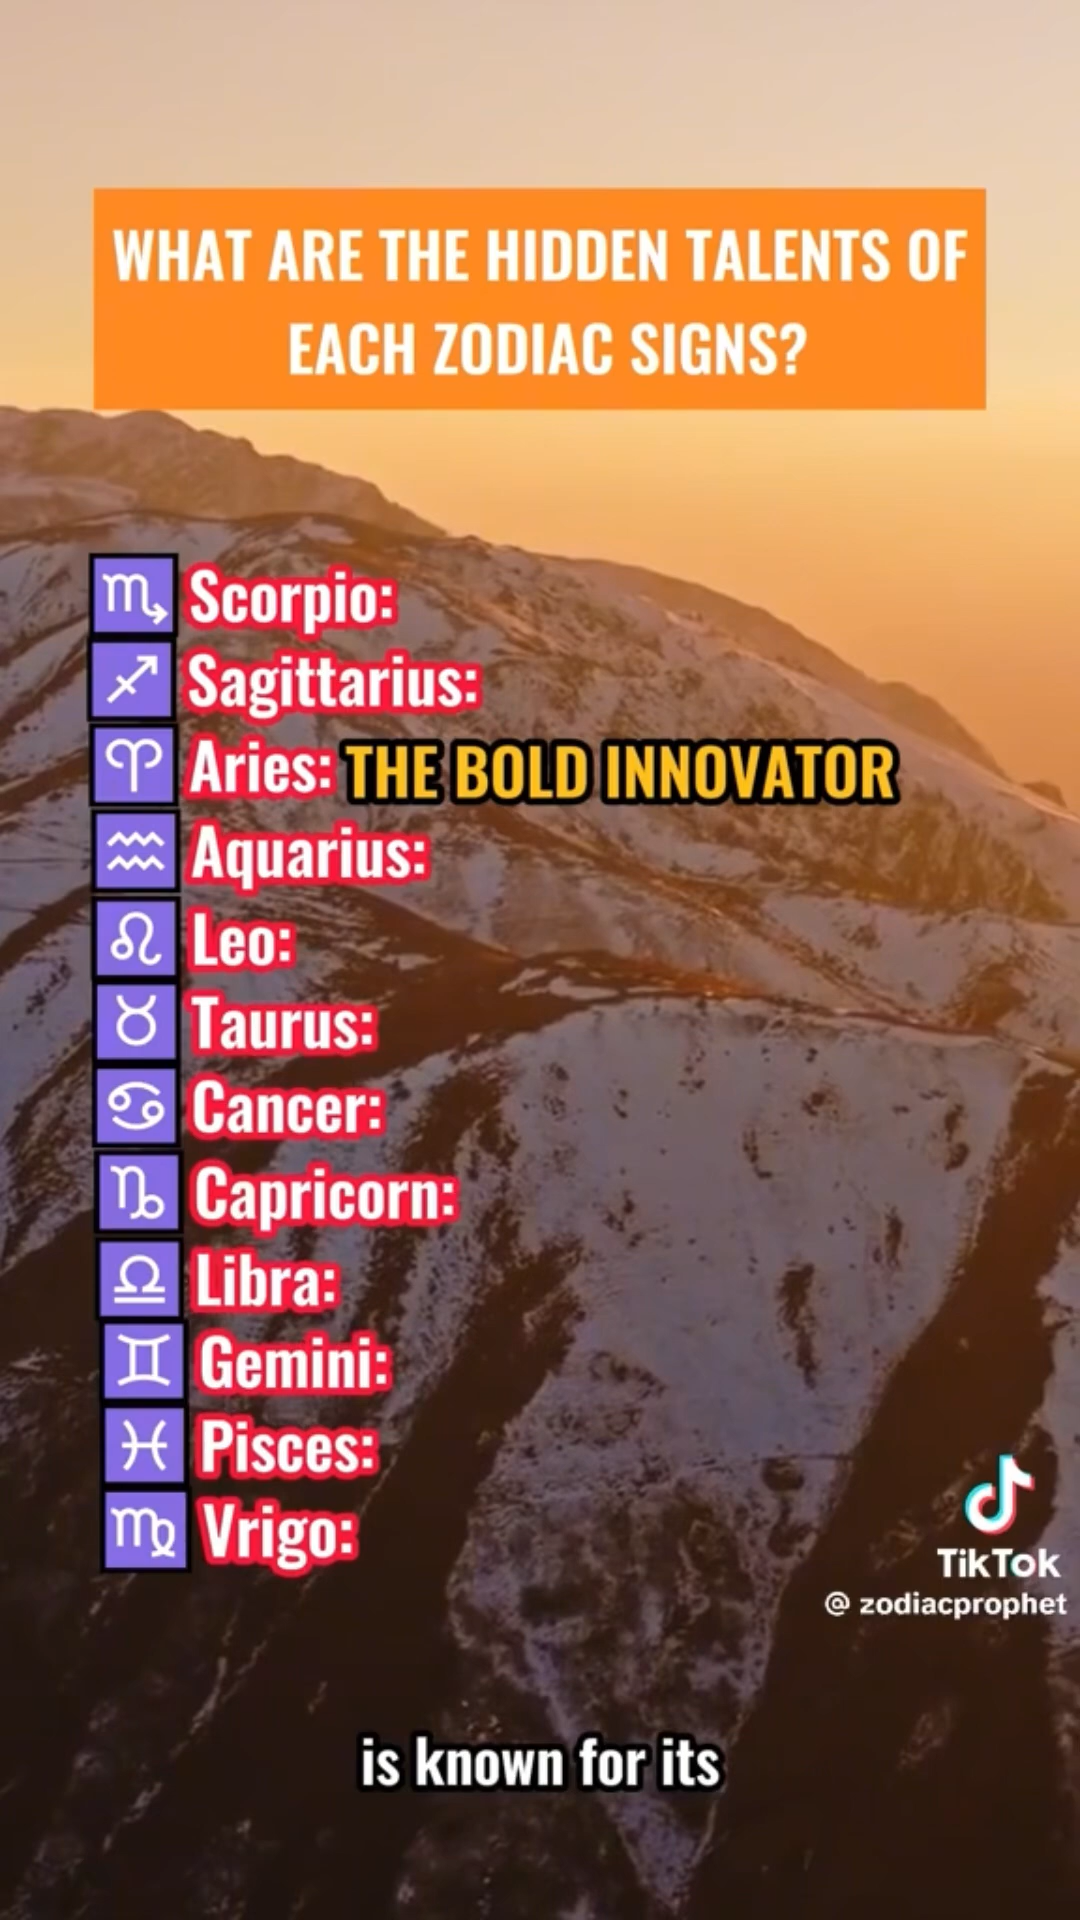 WHAT ARE THE HIDDEN TALENTS OF
EACH ZODIAC SIGNS?
♏ Scorpio:
♐ Sagittarius:
♈ Aries: THE BOLD INNOVATOR
♒ Aquarius:
♌ Leo:
♉ Taurus:
♋ Cancer:
♑ Capricorn:
♎ Libra:
♊ Gemini:
♓ Pisces:
♍ Vrigo:
TikTok
@ zodiacprophet
is known for its